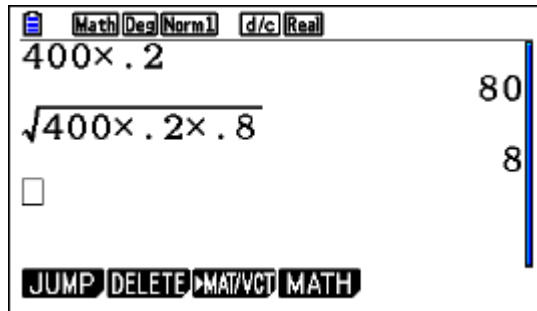 Math Deg Norm1 d/c Real
400×.2
80
√400×.2×.8
8
JUMP DELETE ▶MAT/VCT MATH